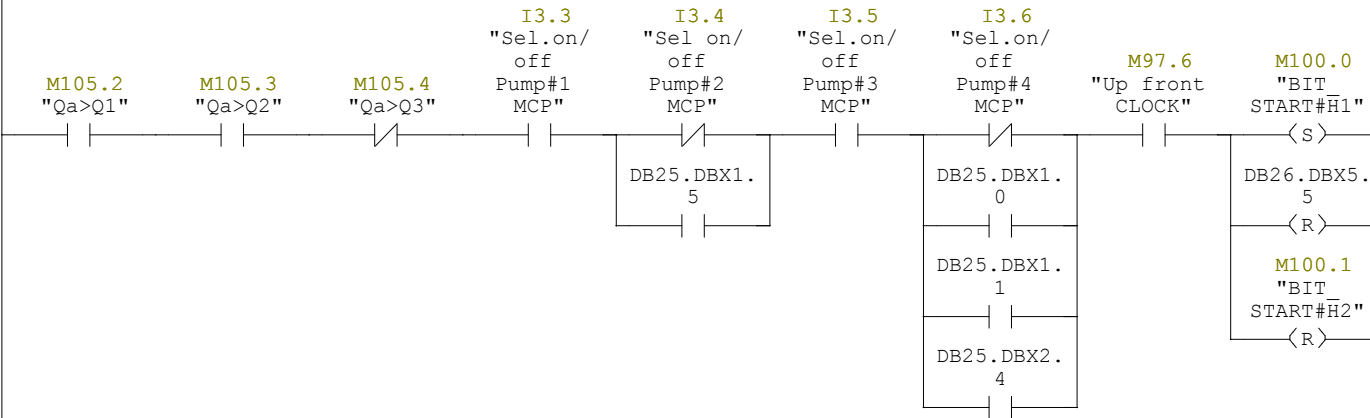 I3.3
"Sel.on/
off
Pump#1
MCP"
I3.4
"Sel on/
off
Pump#2
MCP"
I3.5
"Sel.on/
off
Pump#3
MCP"
I3.6
"Sel.on/
off
Pump#4
MCP"
M105.2
"Qa>Q1"
M105.3
"Qa>Q2"
M105.4
"Qa>Q3"
M97.6
"Up front
CLOCK"
M100.0
"BIT_
START#H1"
S
DB25.DBX1.
5
DB25.DBX1.
0
DB26.DBX5.
5
R
DB25.DBX1.
1
M100.1
"BIT_
START#H2"
R
DB25.DBX2.
4